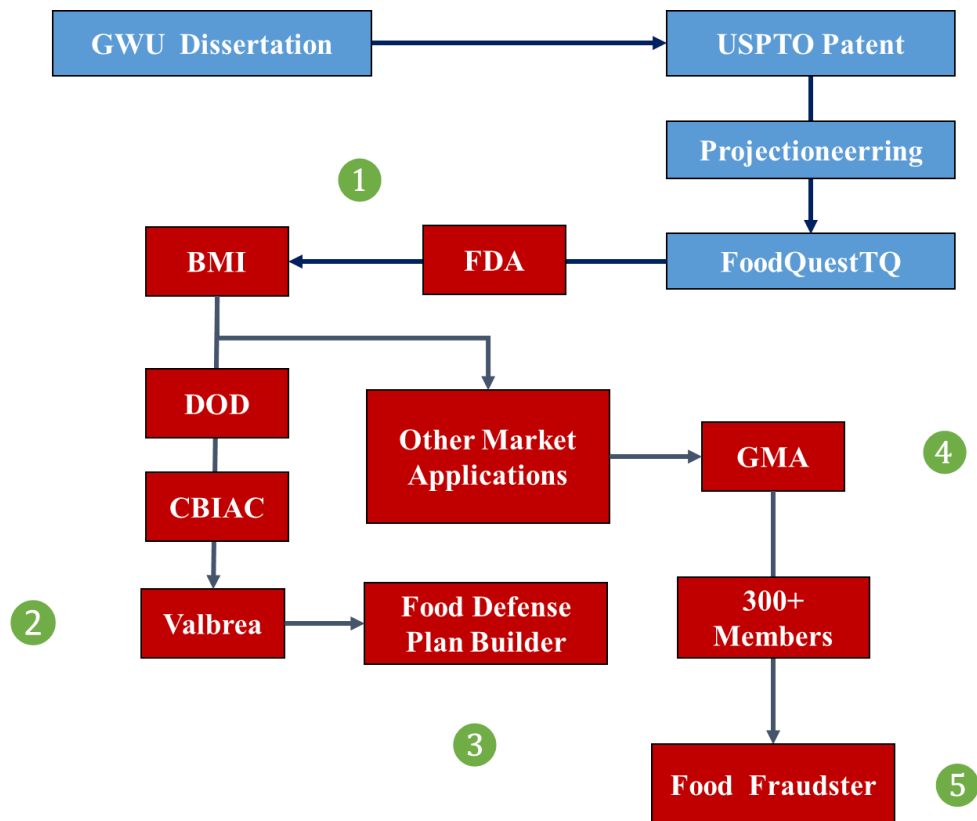 GWU Dissertation
USPTO Patent
Projectioneerring
1
BMI
FDA
FoodQuestTQ
DOD
Other Market
Applications
GMA
4
CBIAC
2
Valbrea
Food Defense
Plan Builder
300+
Members
3
Food Fraudster
5